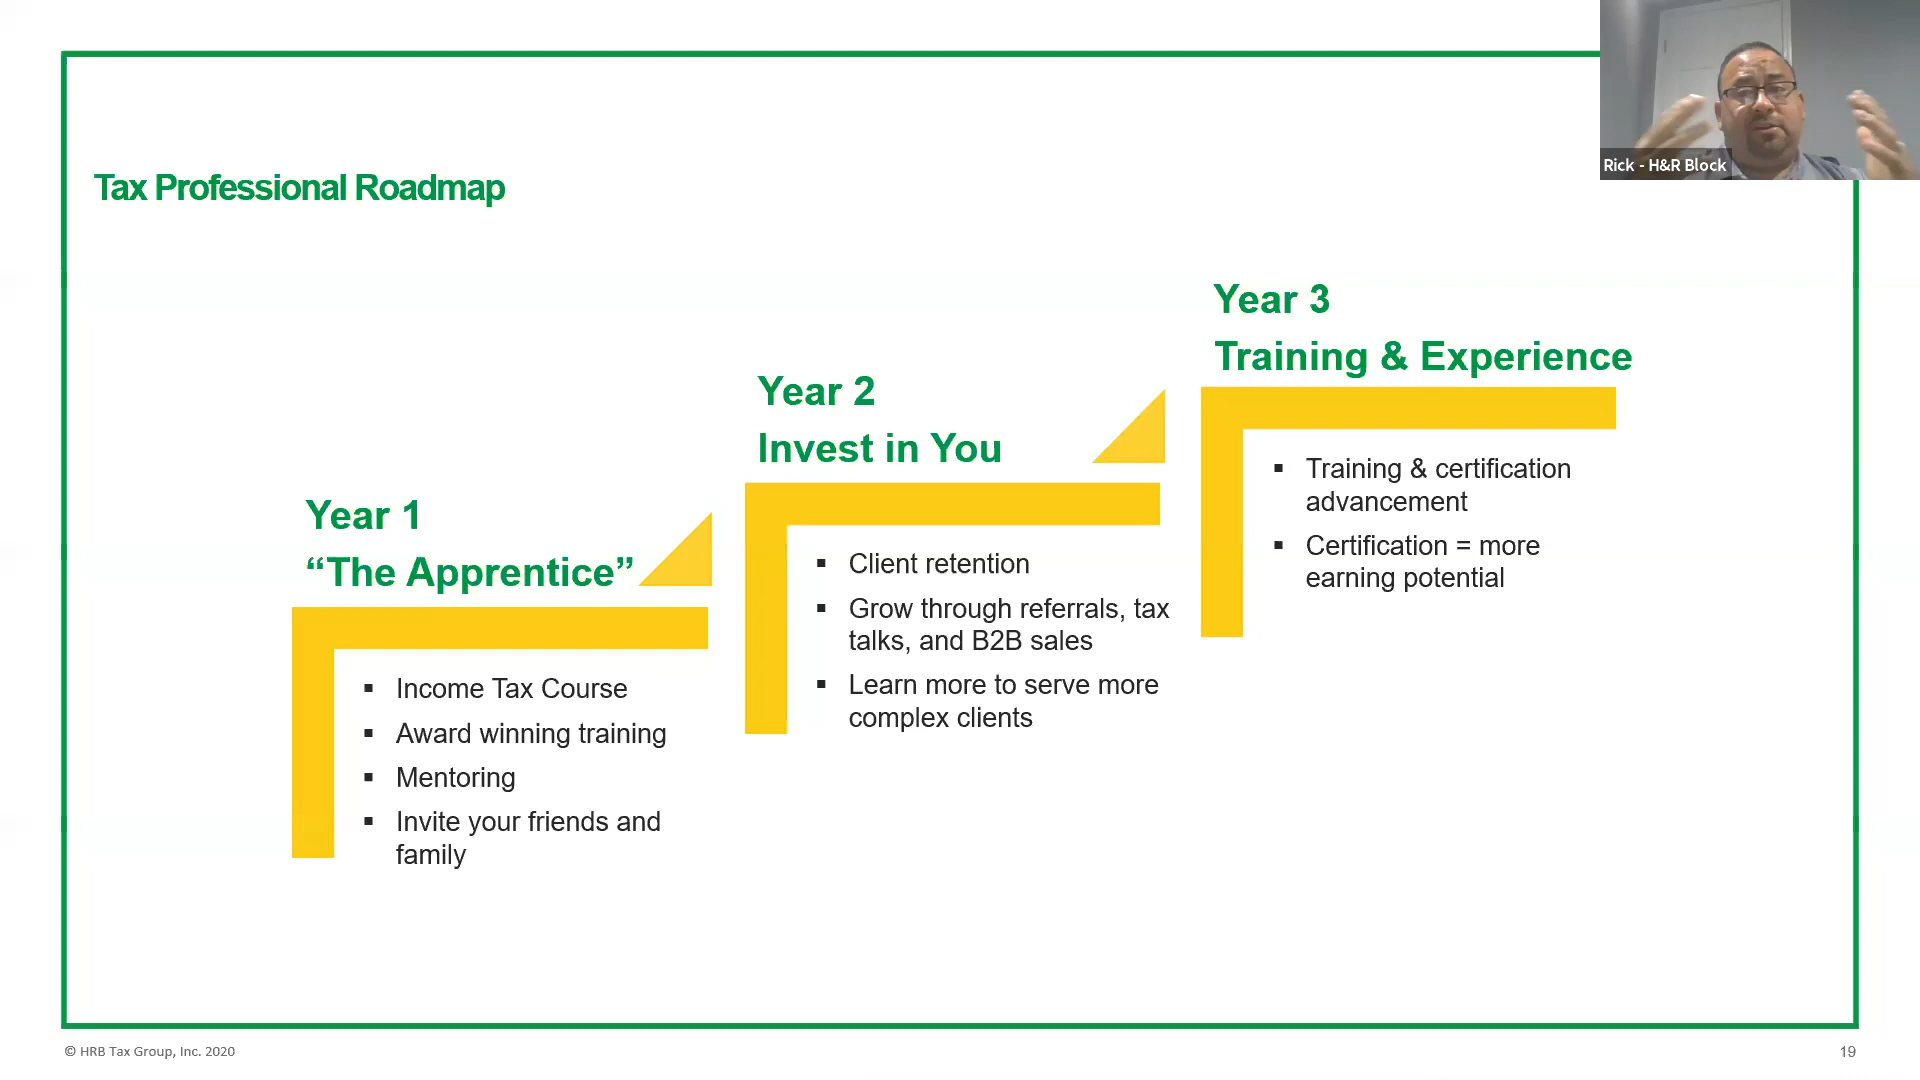 Rick - H&R Block
Tax Professional Roadmap
Year 1
“The Apprentice”
▪ Income Tax Course
▪ Award winning training
▪ Mentoring
▪ Invite your friends and
family
Year 2
Invest in You
▪ Client retention
▪ Grow through referrals, tax
talks, and B2B sales
▪ Learn more to serve more
complex clients
Year 3
Training & Experience
▪ Training & certification
advancement
▪ Certification = more
earning potential
© HRB Tax Group, Inc. 2020
19